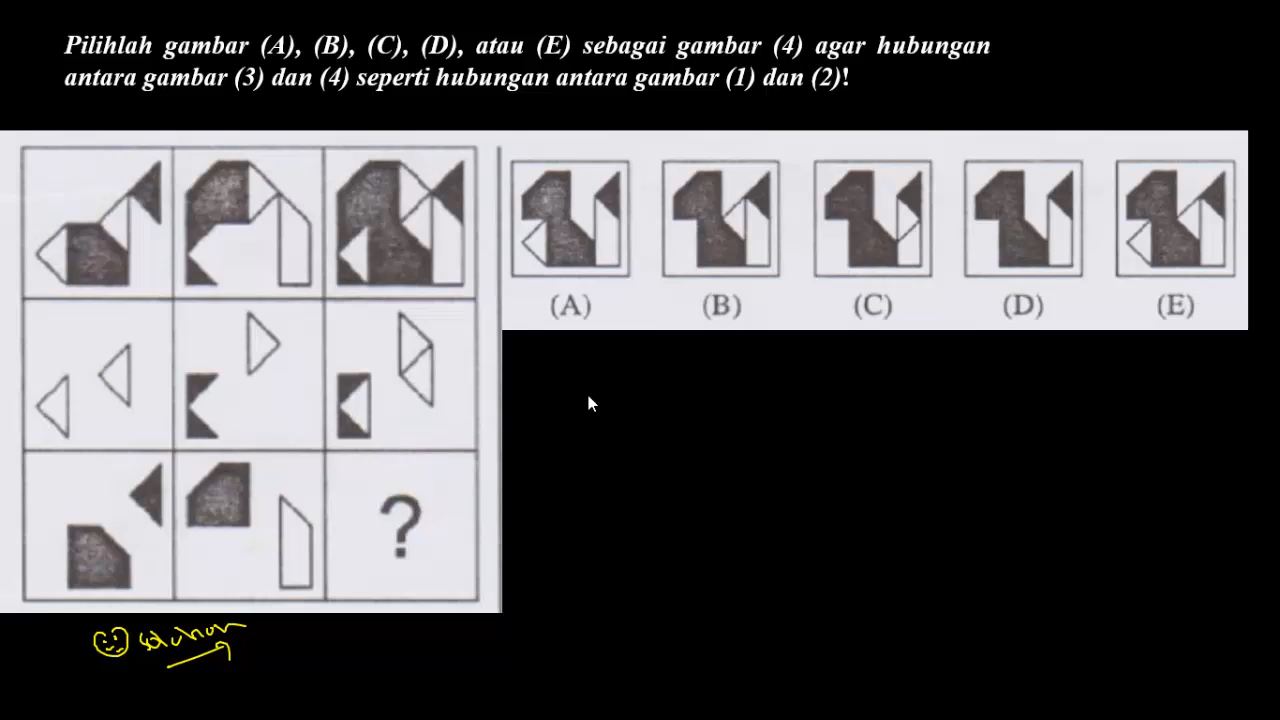 Pilihlah gambar (A), (B), (C), (D), atau (E) sebagai gambar (4) agar hubungan
antara gambar (3) dan (4) seperti hubungan antara gambar (1) dan (2)!
(A) (B) (C) (D) (E)
?